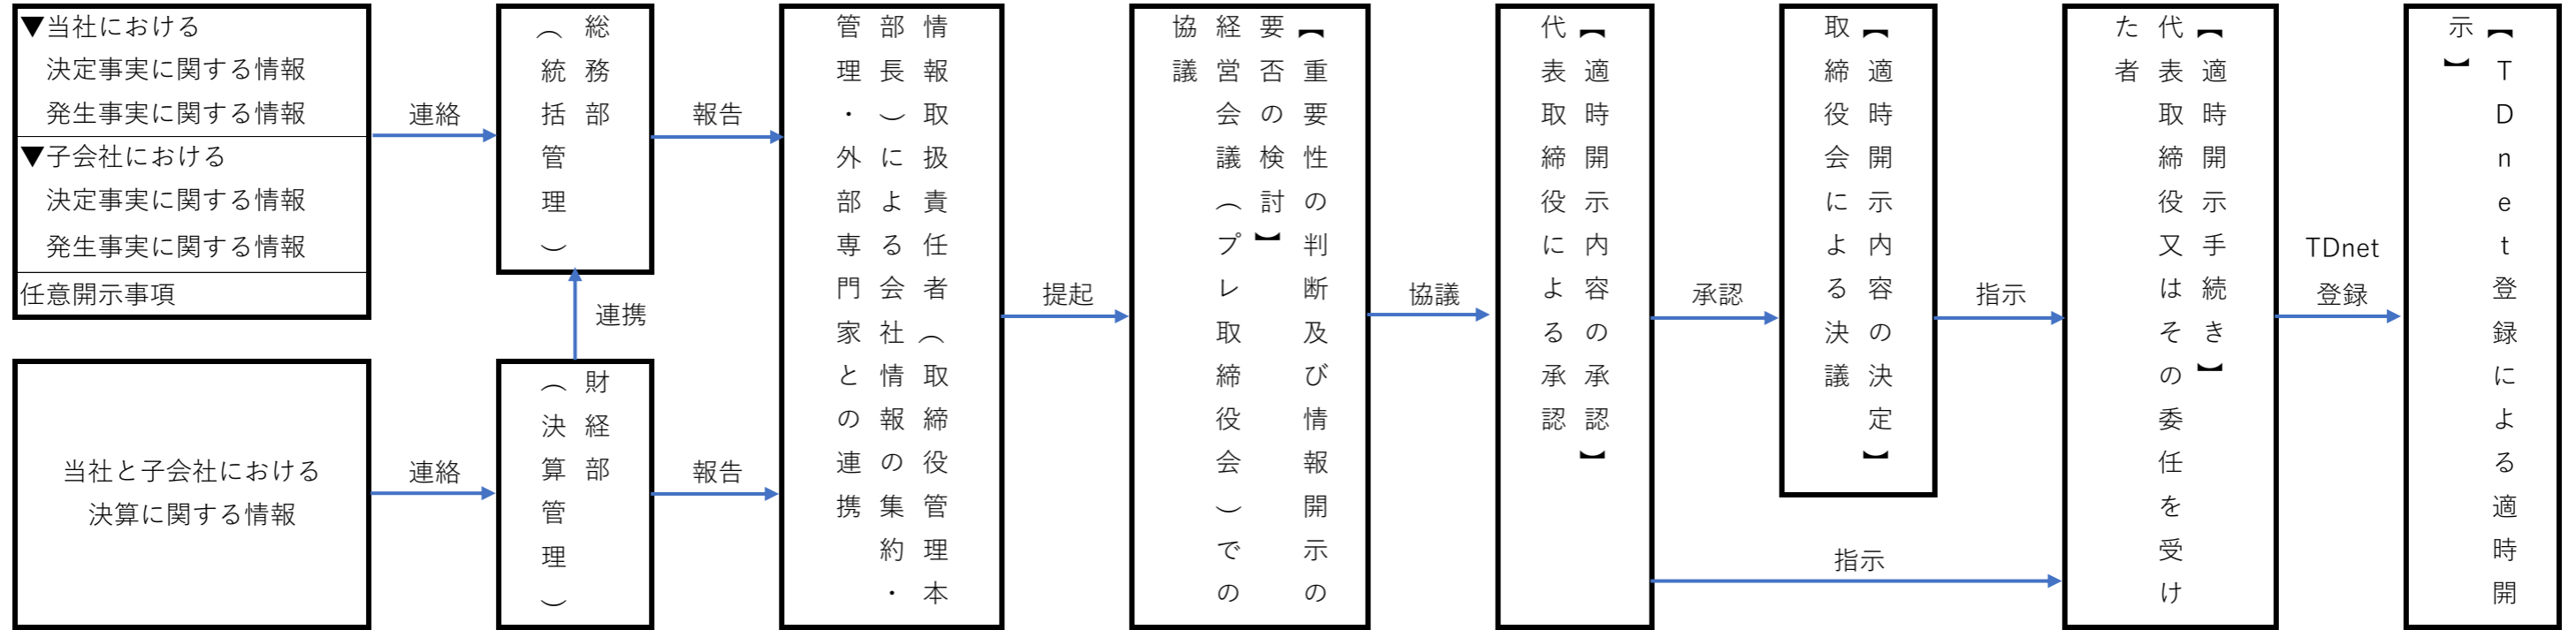 ▼当社における
決定事実に関する情報
発生事実に関する情報
▼子会社における
決定事実に関する情報
発生事実に関する情報
任意開示事項
当社と子会社における
決算に関する情報
連絡
連絡
総務部
（統括管理）
連携
財経部
（決算管理）
報告
報告
情報取扱責任者（取締役管理本
部長）による会社情報の集約・
管理・外部専門家との連携
提起
【重要性の判断及び情報開示の
要否の検討】
経営会議（プレ取締役会）での
協議
協議
【適時開示内容の承認】
代表取締役による承認
承認
指示
【適時開示内容の決定】
取締役会による決議
指示
【適時開示手続き】
代表取締役又はその委任を受け
た者
TDnet
登録
【TDnet登録による適時開
示】